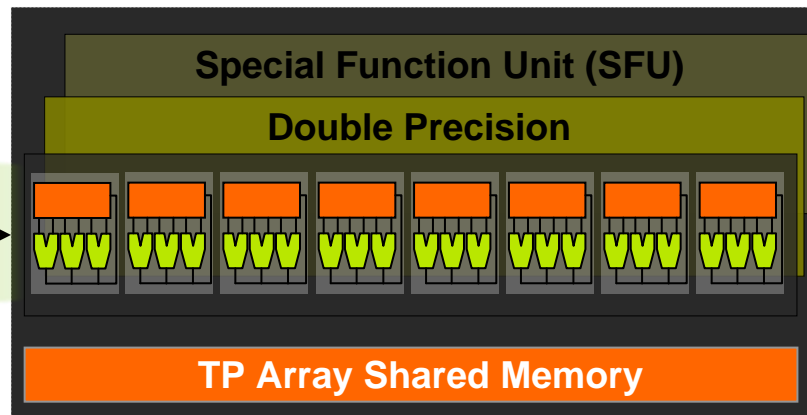 Special Function Unit (SFU)
Double Precision
TP Array Shared Memory